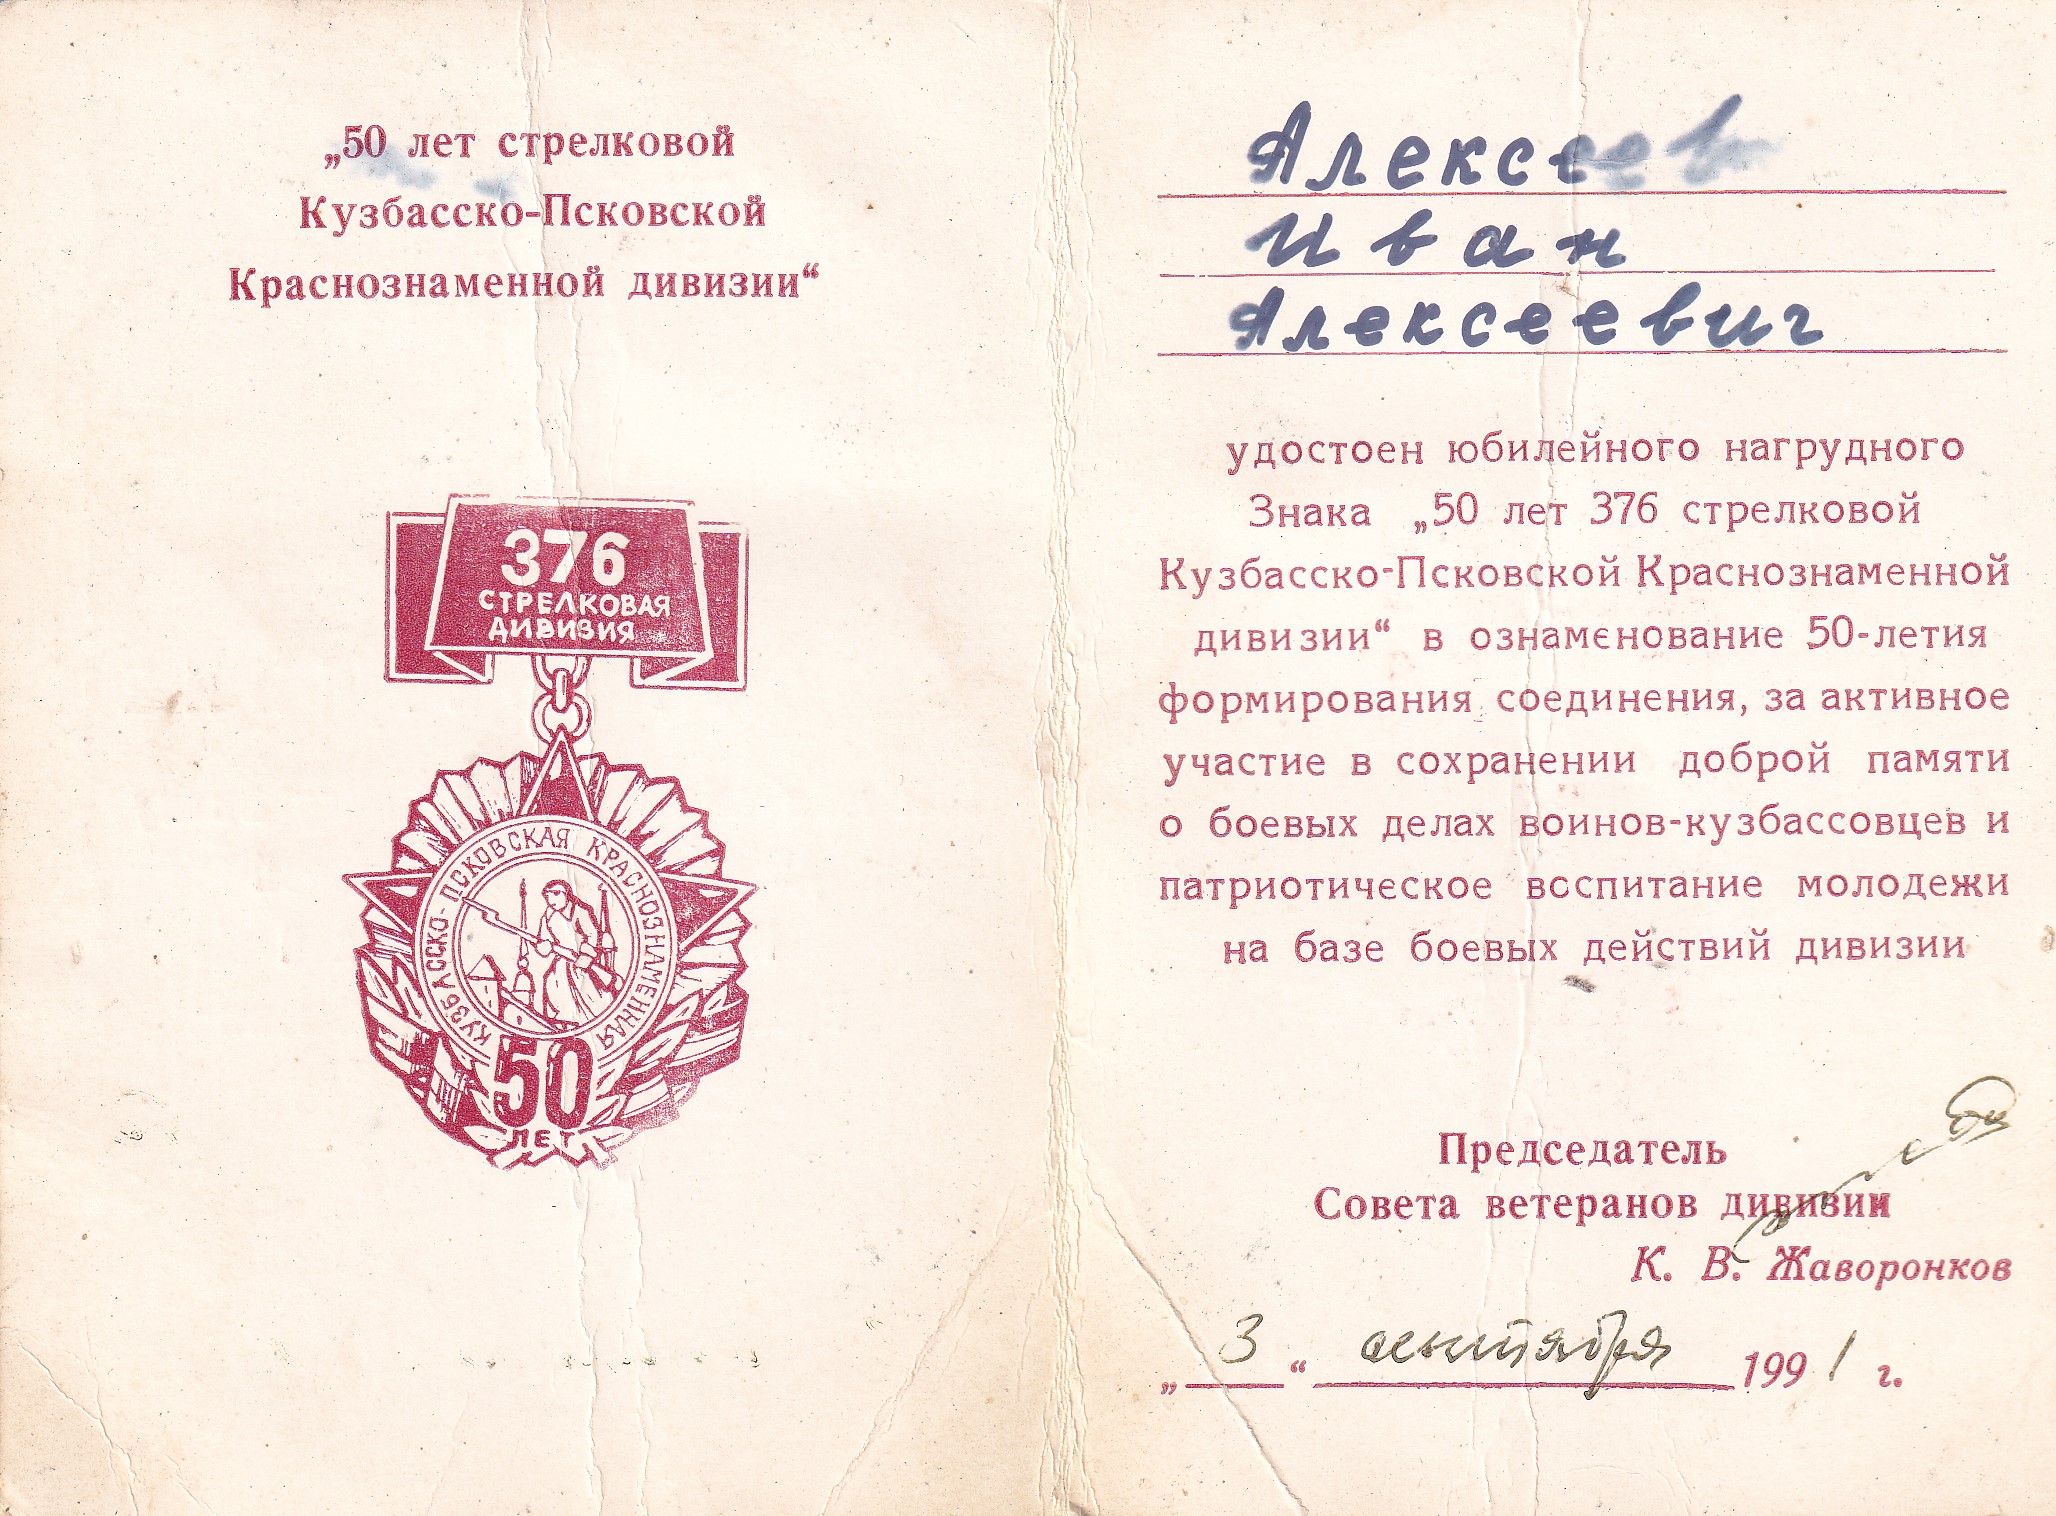 „50 лет стрелковой
Кузбасско-Псковской
Краснознаменной дивизии“
376
СТРЕЛКОВАЯ
ДИВИЗИЯ
КУЗБАССКО-ПСКОВСКАЯ КРАСНОЗНАМЕННАЯ
50
ЛЕТ
Алексеев
Иван
Алексеевич
удостоен юбилейного нагрудного
Знака „50 лет 376 стрелковой
Кузбасско-Псковской Краснознаменной
дивизии“ в ознаменование 50-летия
формирования соединения, за активное
участие в сохранении доброй памяти
о боевых делах воинов-кузбассовцев и
патриотическое воспитание молодежи
на базе боевых действий дивизии
Председатель
Совета ветеранов дивизии
К. В. Жаворонков
„3“ сентября 1991 г.